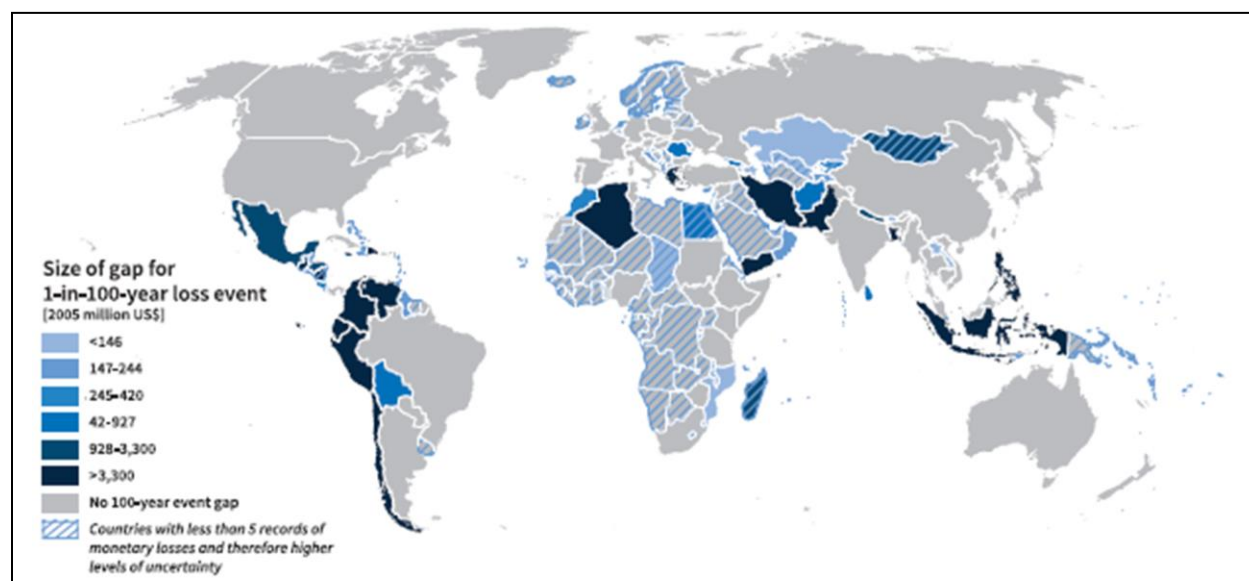 Size of gap for
1-in-100-year loss event
[2005 million US$]
<146
147-244
245-420
42-927
928-3,300
>3,300
No 100-year event gap
Countries with less than 5 records of
monetary losses and therefore higher
levels of uncertainty